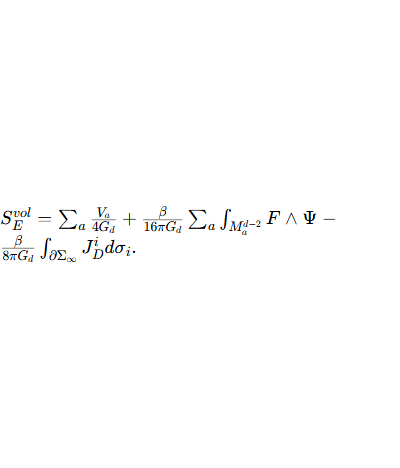 $S_E^{vol} = \sum_a \frac{V_a}{4G_d} + \frac{\beta}{16\pi G_d} \sum_a \int_{M_a^{d-2}} F \wedge \Psi -$
$\frac{\beta}{8\pi G_d} \int_{\partial \Sigma_\infty} J_D^i d\sigma_i.$